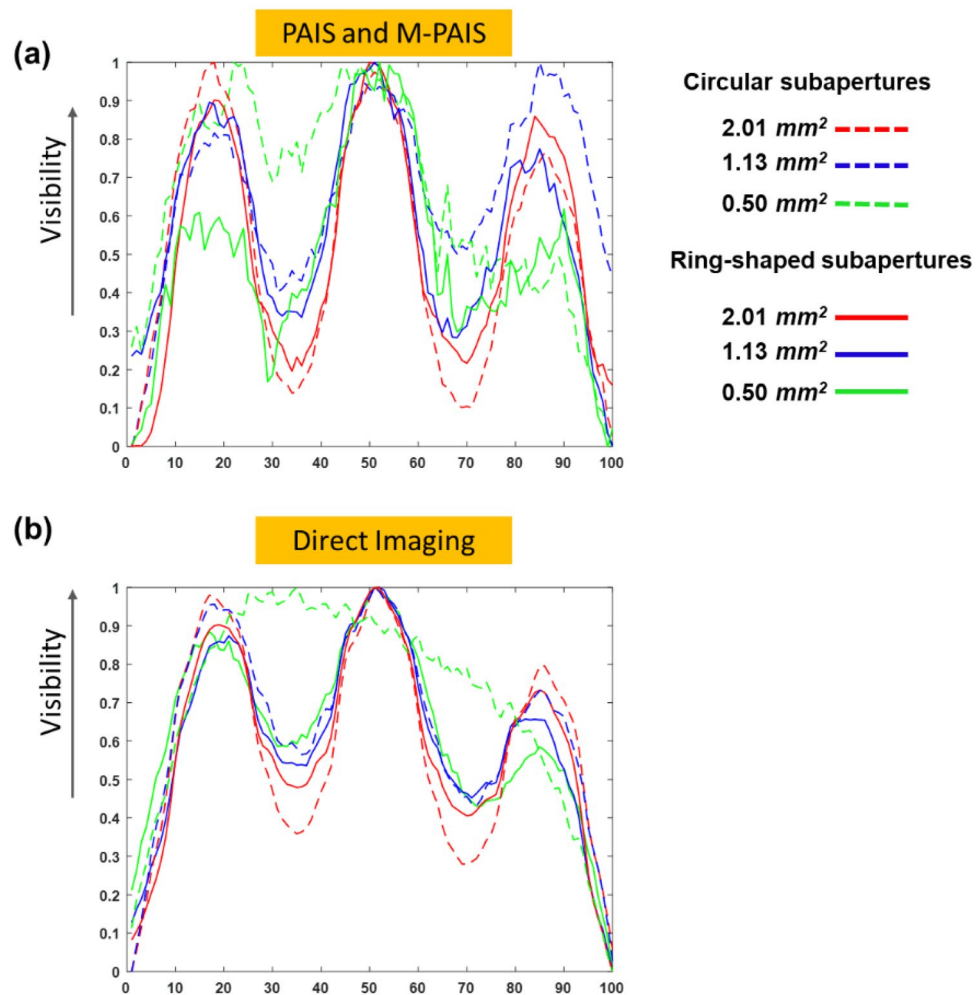 PAIS and M-PAIS
(a)
Visibility
1
0.9
0.8
0.7
0.6
0.5
0.4
0.3
0.2
0.1
0
0 10 20 30 40 50 60 70 80 90 100
Circular subapertures
2.01 mm²
1.13 mm²
0.50 mm²
Ring-shaped subapertures
2.01 mm²
1.13 mm²
0.50 mm²
(b)
Direct Imaging
Visibility
1
0.9
0.8
0.7
0.6
0.5
0.4
0.3
0.2
0.1
0
0 10 20 30 40 50 60 70 80 90 100